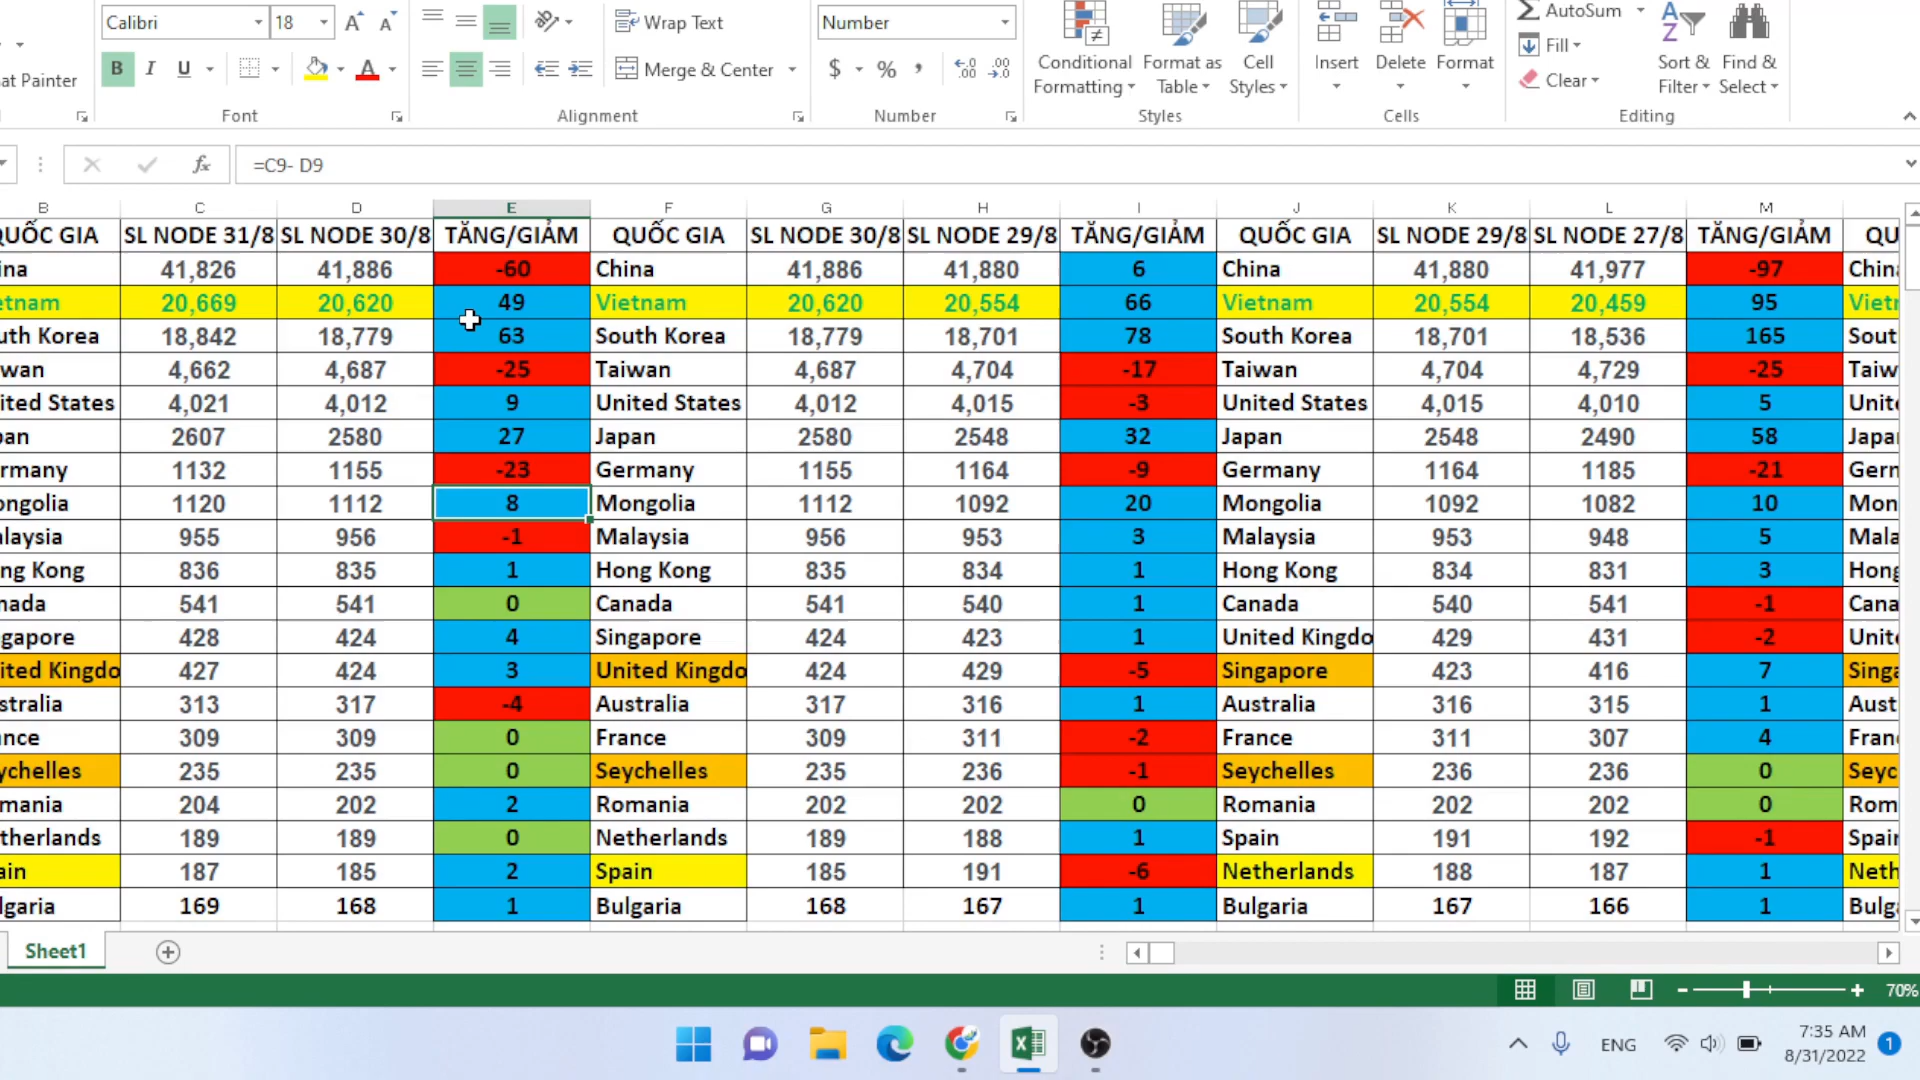 Calibri 18 Wrap Text Number AutoSum
at Painter B I U Merge & Center $ % Conditional Formatting Format as Table Cell Styles Insert Delete Format Fill Clear Sort & Filter Find & Select
Font Alignment Number Styles Cells Editing
fx =C9- D9
B C D E F G H I J K L M
QUỐC GIA SL NODE 31/8 SL NODE 30/8 TĂNG/GIẢM QUỐC GIA SL NODE 30/8 SL NODE 29/8 TĂNG/GIẢM QUỐC GIA SL NODE 29/8 SL NODE 27/8 TĂNG/GIẢM QU
ina 41,826 41,886 -60 China 41,886 41,880 6 China 41,880 41,977 -97 China
etnam 20,669 20,620 49 Vietnam 20,620 20,554 66 Vietnam 20,554 20,459 95 Vietn
uth Korea 18,842 18,779 63 South Korea 18,779 18,701 78 South Korea 18,701 18,536 165 Sout
wan 4,662 4,687 -25 Taiwan 4,687 4,704 -17 Taiwan 4,704 4,729 -25 Taiw
ited States 4,021 4,012 9 United States 4,012 4,015 -3 United States 4,015 4,010 5 Unite
pan 2607 2580 27 Japan 2580 2548 32 Japan 2548 2490 58 Japa
rmany 1132 1155 -23 Germany 1155 1164 -9 Germany 1164 1185 -21 Germ
ongolia 1120 1112 8 Mongolia 1112 1092 20 Mongolia 1092 1082 10 Mon
alaysia 955 956 -1 Malaysia 956 953 3 Malaysia 953 948 5 Mala
ng Kong 836 835 1 Hong Kong 835 834 1 Hong Kong 834 831 3 Hong
nada 541 541 0 Canada 541 540 1 Canada 540 541 -1 Cana
gapore 428 424 4 Singapore 424 423 1 United Kingdo 429 431 -2 Unite
ited Kingdo 427 424 3 United Kingdo 424 429 -5 Singapore 423 416 7 Singa
stralia 313 317 -4 Australia 317 316 1 Australia 316 315 1 Aust
nce 309 309 0 France 309 311 -2 France 311 307 4 Fran
ychelles 235 235 0 Seychelles 235 236 -1 Seychelles 236 236 0 Seyc
mania 204 202 2 Romania 202 202 0 Romania 202 202 0 Rom
therlands 189 189 0 Netherlands 189 188 1 Spain 191 192 -1 Spain
ain 187 185 2 Spain 185 191 -6 Netherlands 188 187 1 Neth
lgaria 169 168 1 Bulgaria 168 167 1 Bulgaria 167 166 1 Bulga
Sheet1
70%
ENG 7:35 AM 1
8/31/2022